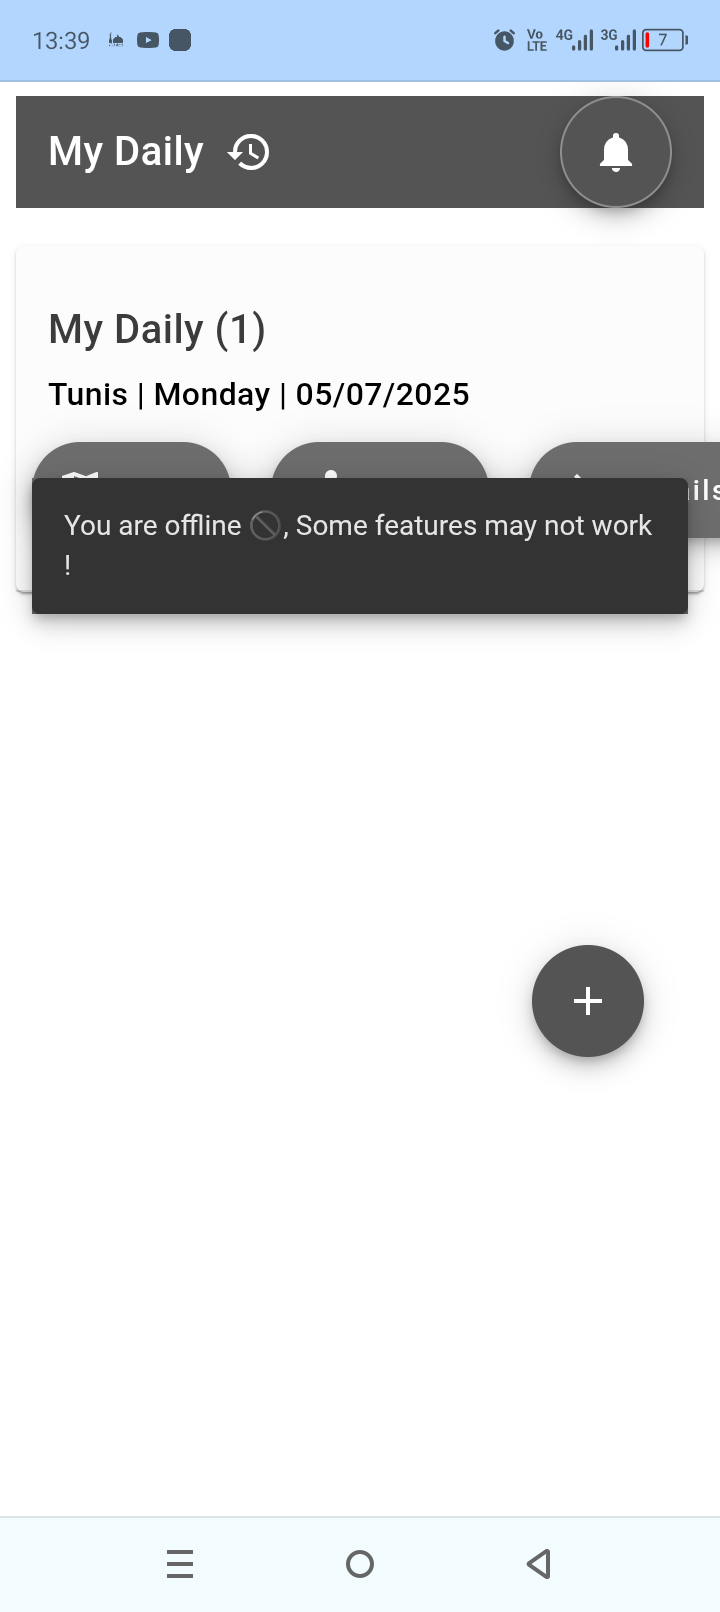 13:39
Vo LTE 4G 3G 7
My Daily
My Daily (1)
Tunis | Monday | 05/07/2025
You are offline 🚫, Some features may not work
!